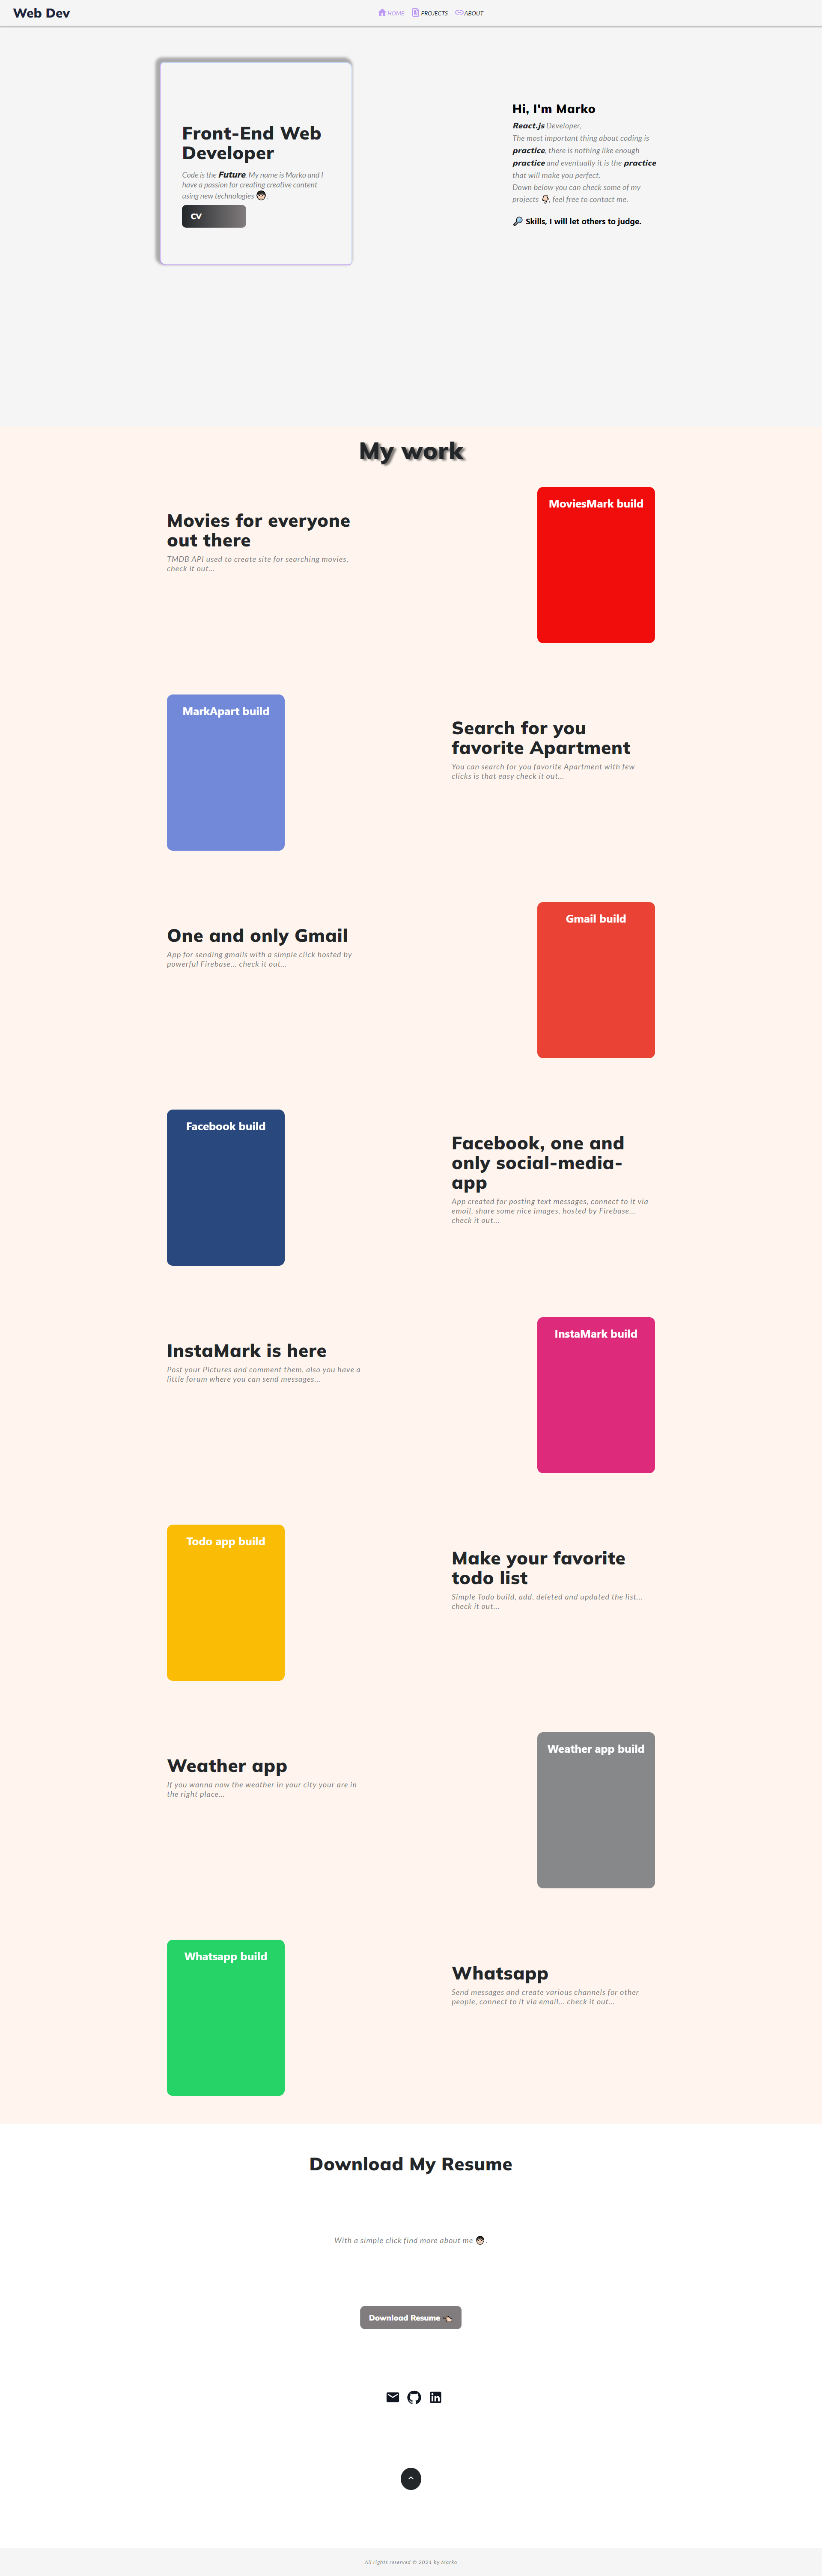 Web Dev
HOME PROJECTS ABOUT
Front-End Web
Developer
Code is the Future. My name is Marko and I
have a passion for creating creative content
using new technologies 👨🏻.
CV
Hi, I'm Marko
React.js Developer,
The most important thing about coding is
practice, there is nothing like enough
practice and eventually it is the practice
that will make you perfect.
Down below you can check some of my
projects 👇🏻, feel free to contact me.
🔎 Skills, I will let others to judge.
My work
Movies for everyone
out there
TMDB API used to create site for searching movies,
check it out...
MoviesMark build
MarkApart build
Search for you
favorite Apartment
You can search for you favorite Apartment with few
clicks is that easy check it out...
One and only Gmail
App for sending gmails with a simple click hosted by
powerful Firebase... check it out...
Gmail build
Facebook build
Facebook, one and
only social-media-
app
App created for posting text messages, connect to it via
email, share some nice images, hosted by Firebase...
check it out...
InstaMark is here
Post your Pictures and comment them, also you have a
little forum where you can send messages...
InstaMark build
Todo app build
Make your favorite
todo list
Simple Todo build, add, deleted and updated the list...
check it out...
Weather app
If you wanna now the weather in your city your are in
the right place...
Weather app build
Whatsapp build
Whatsapp
Send messages and create various channels for other
people, connect to it via email... check it out...
Download My Resume
With a simple click find more about me 👨🏻.
Download Resume
All rights reserved © 2021 by Marko